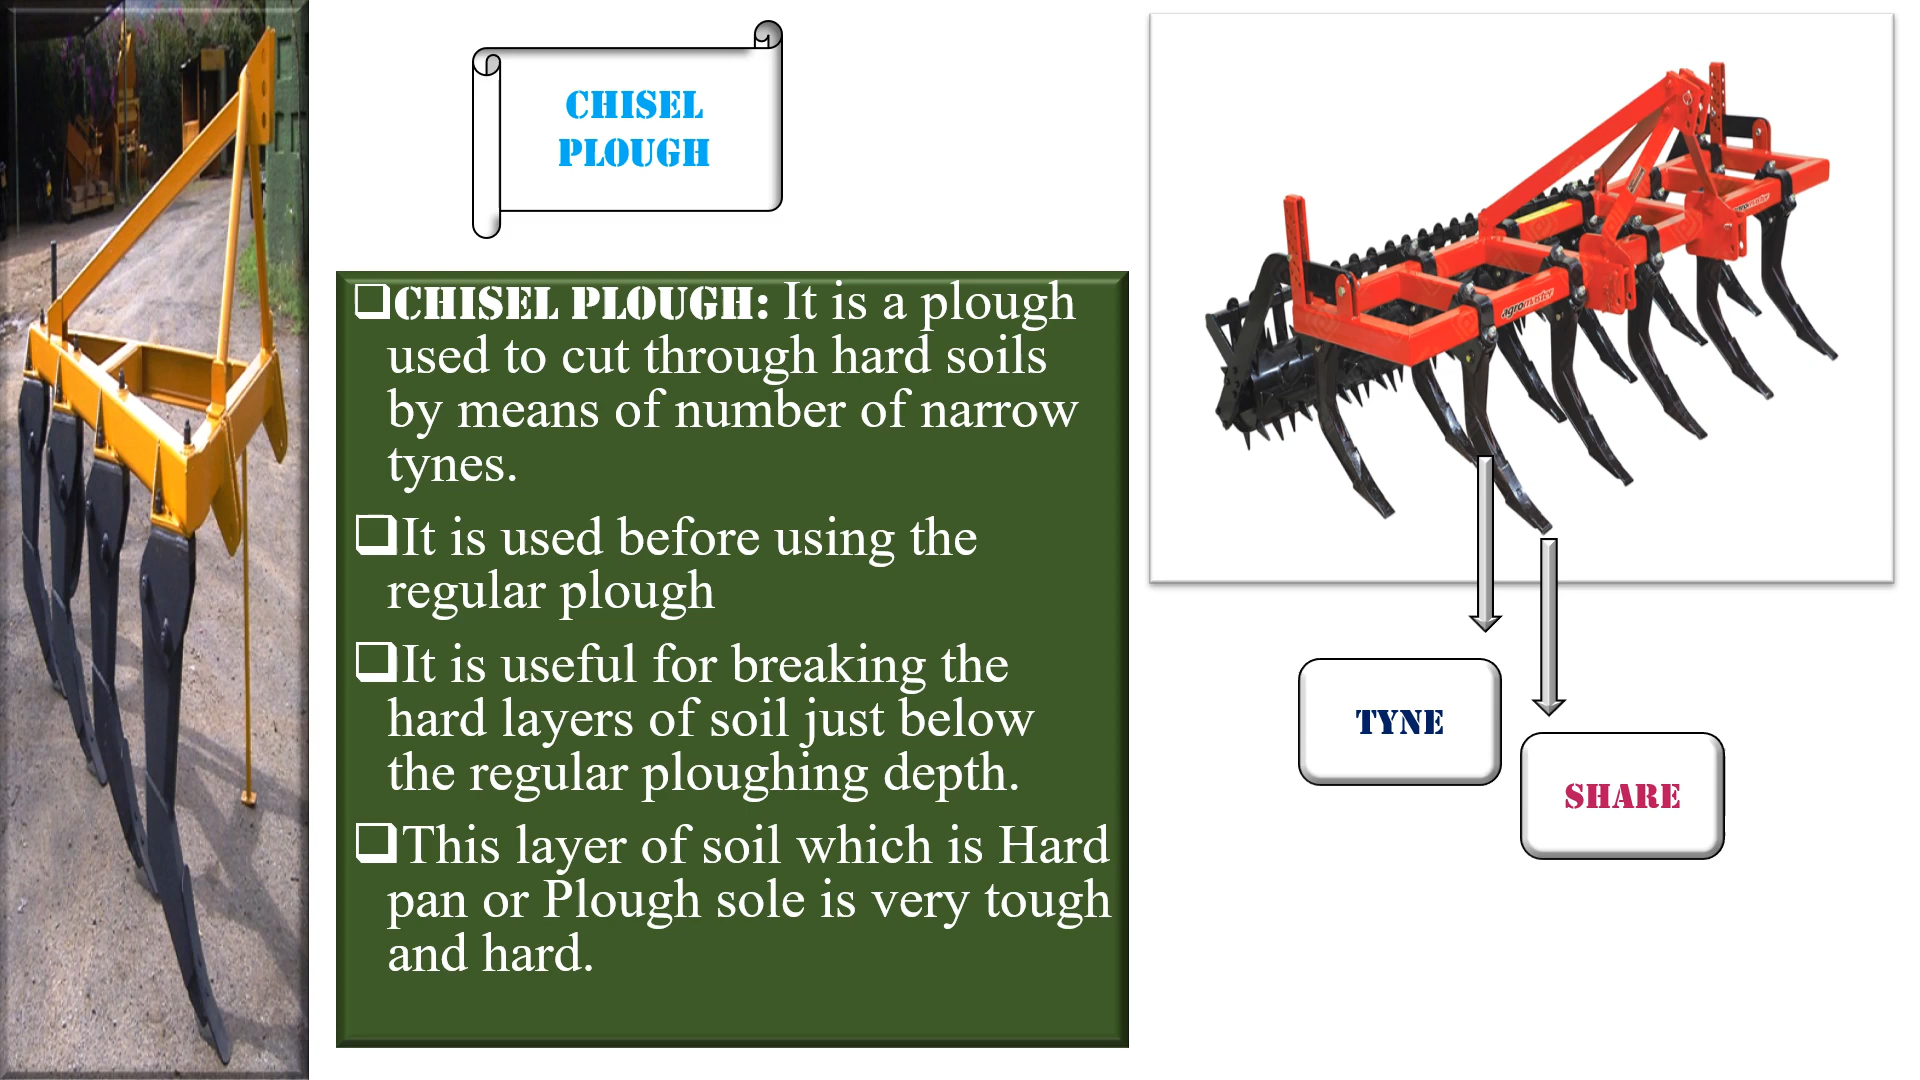 CHISEL
PLOUGH
CHISEL PLOUGH: It is a plough
used to cut through hard soils
by means of number of narrow
tynes.
It is used before using the
regular plough
It is useful for breaking the
hard layers of soil just below
the regular ploughing depth.
This layer of soil which is Hard
pan or Plough sole is very tough
and hard.
agromaster
TYNE
SHARE